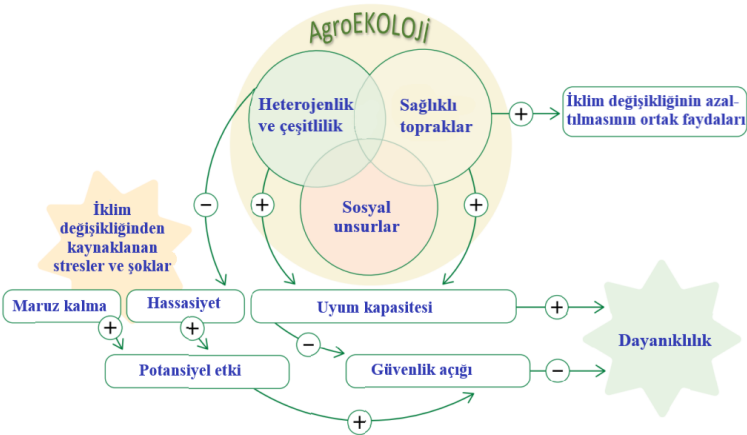 AgroEKOLOJİ
Heterojenlik
ve çeşitlilik
Sağlıklı
topraklar
Sosyal
unsurlar
+
İklim değişikliğinin azal-
tılmasının ortak faydaları
−
+
+
İklim
değişikliğinden
kaynaklanan
stresler ve şoklar
Maruz kalma
Hassasiyet
Uyum kapasitesi
+
+
+
−
Dayanıklılık
Potansiyel etki
Güvenlik açığı
−
+